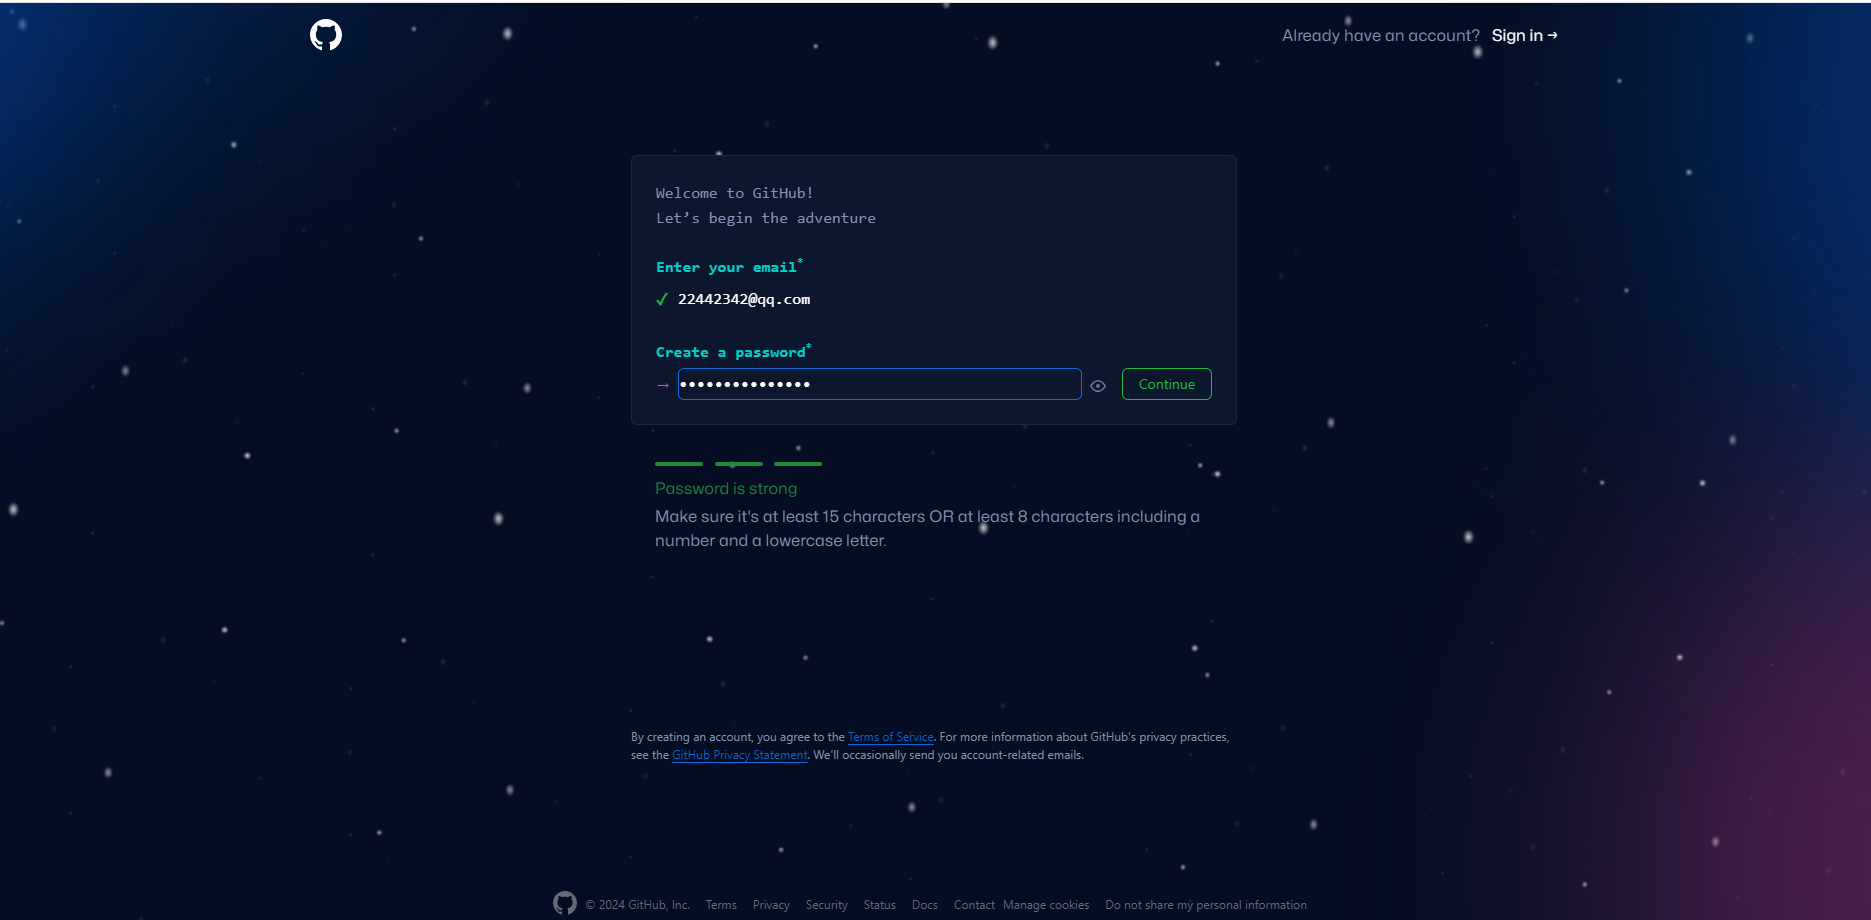 Already have an account? Sign in →
Welcome to GitHub!
Let’s begin the adventure
Enter your email*
✓ 22442342@qq.com
Create a password*
→ ••••••••••••••• Continue
Password is strong
Make sure it's at least 15 characters OR at least 8 characters including a
number and a lowercase letter.
By creating an account, you agree to the Terms of Service. For more information about GitHub's privacy practices,
see the GitHub Privacy Statement. We'll occasionally send you account-related emails.
© 2024 GitHub, Inc. Terms Privacy Security Status Docs Contact Manage cookies Do not share my personal information